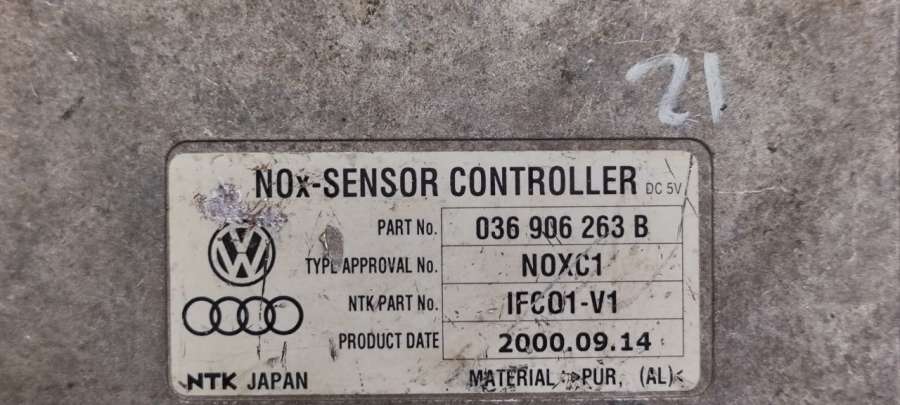 21
NOx-SENSOR CONTROLLER DC 5V
PART No. 036 906 263 B
TYPE APPROVAL No. NOXC1
NTK PART No. IFC01-V1
PRODUCT DATE 2000.09.14
NTK JAPAN MATERIAL :>PUR, (AL)<